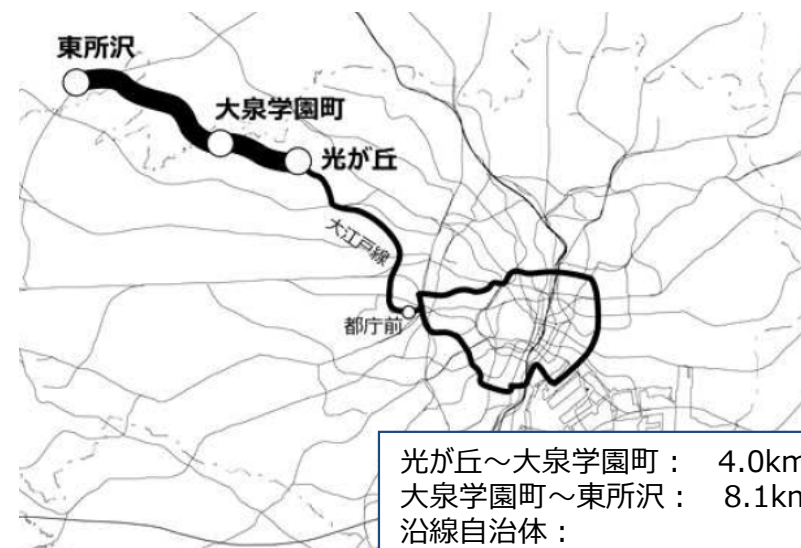 東所沢
大泉学園町
光が丘
大江戸線
都庁前
光が丘～大泉学園町： 4.0km
大泉学園町～東所沢： 8.1km
沿線自治体：